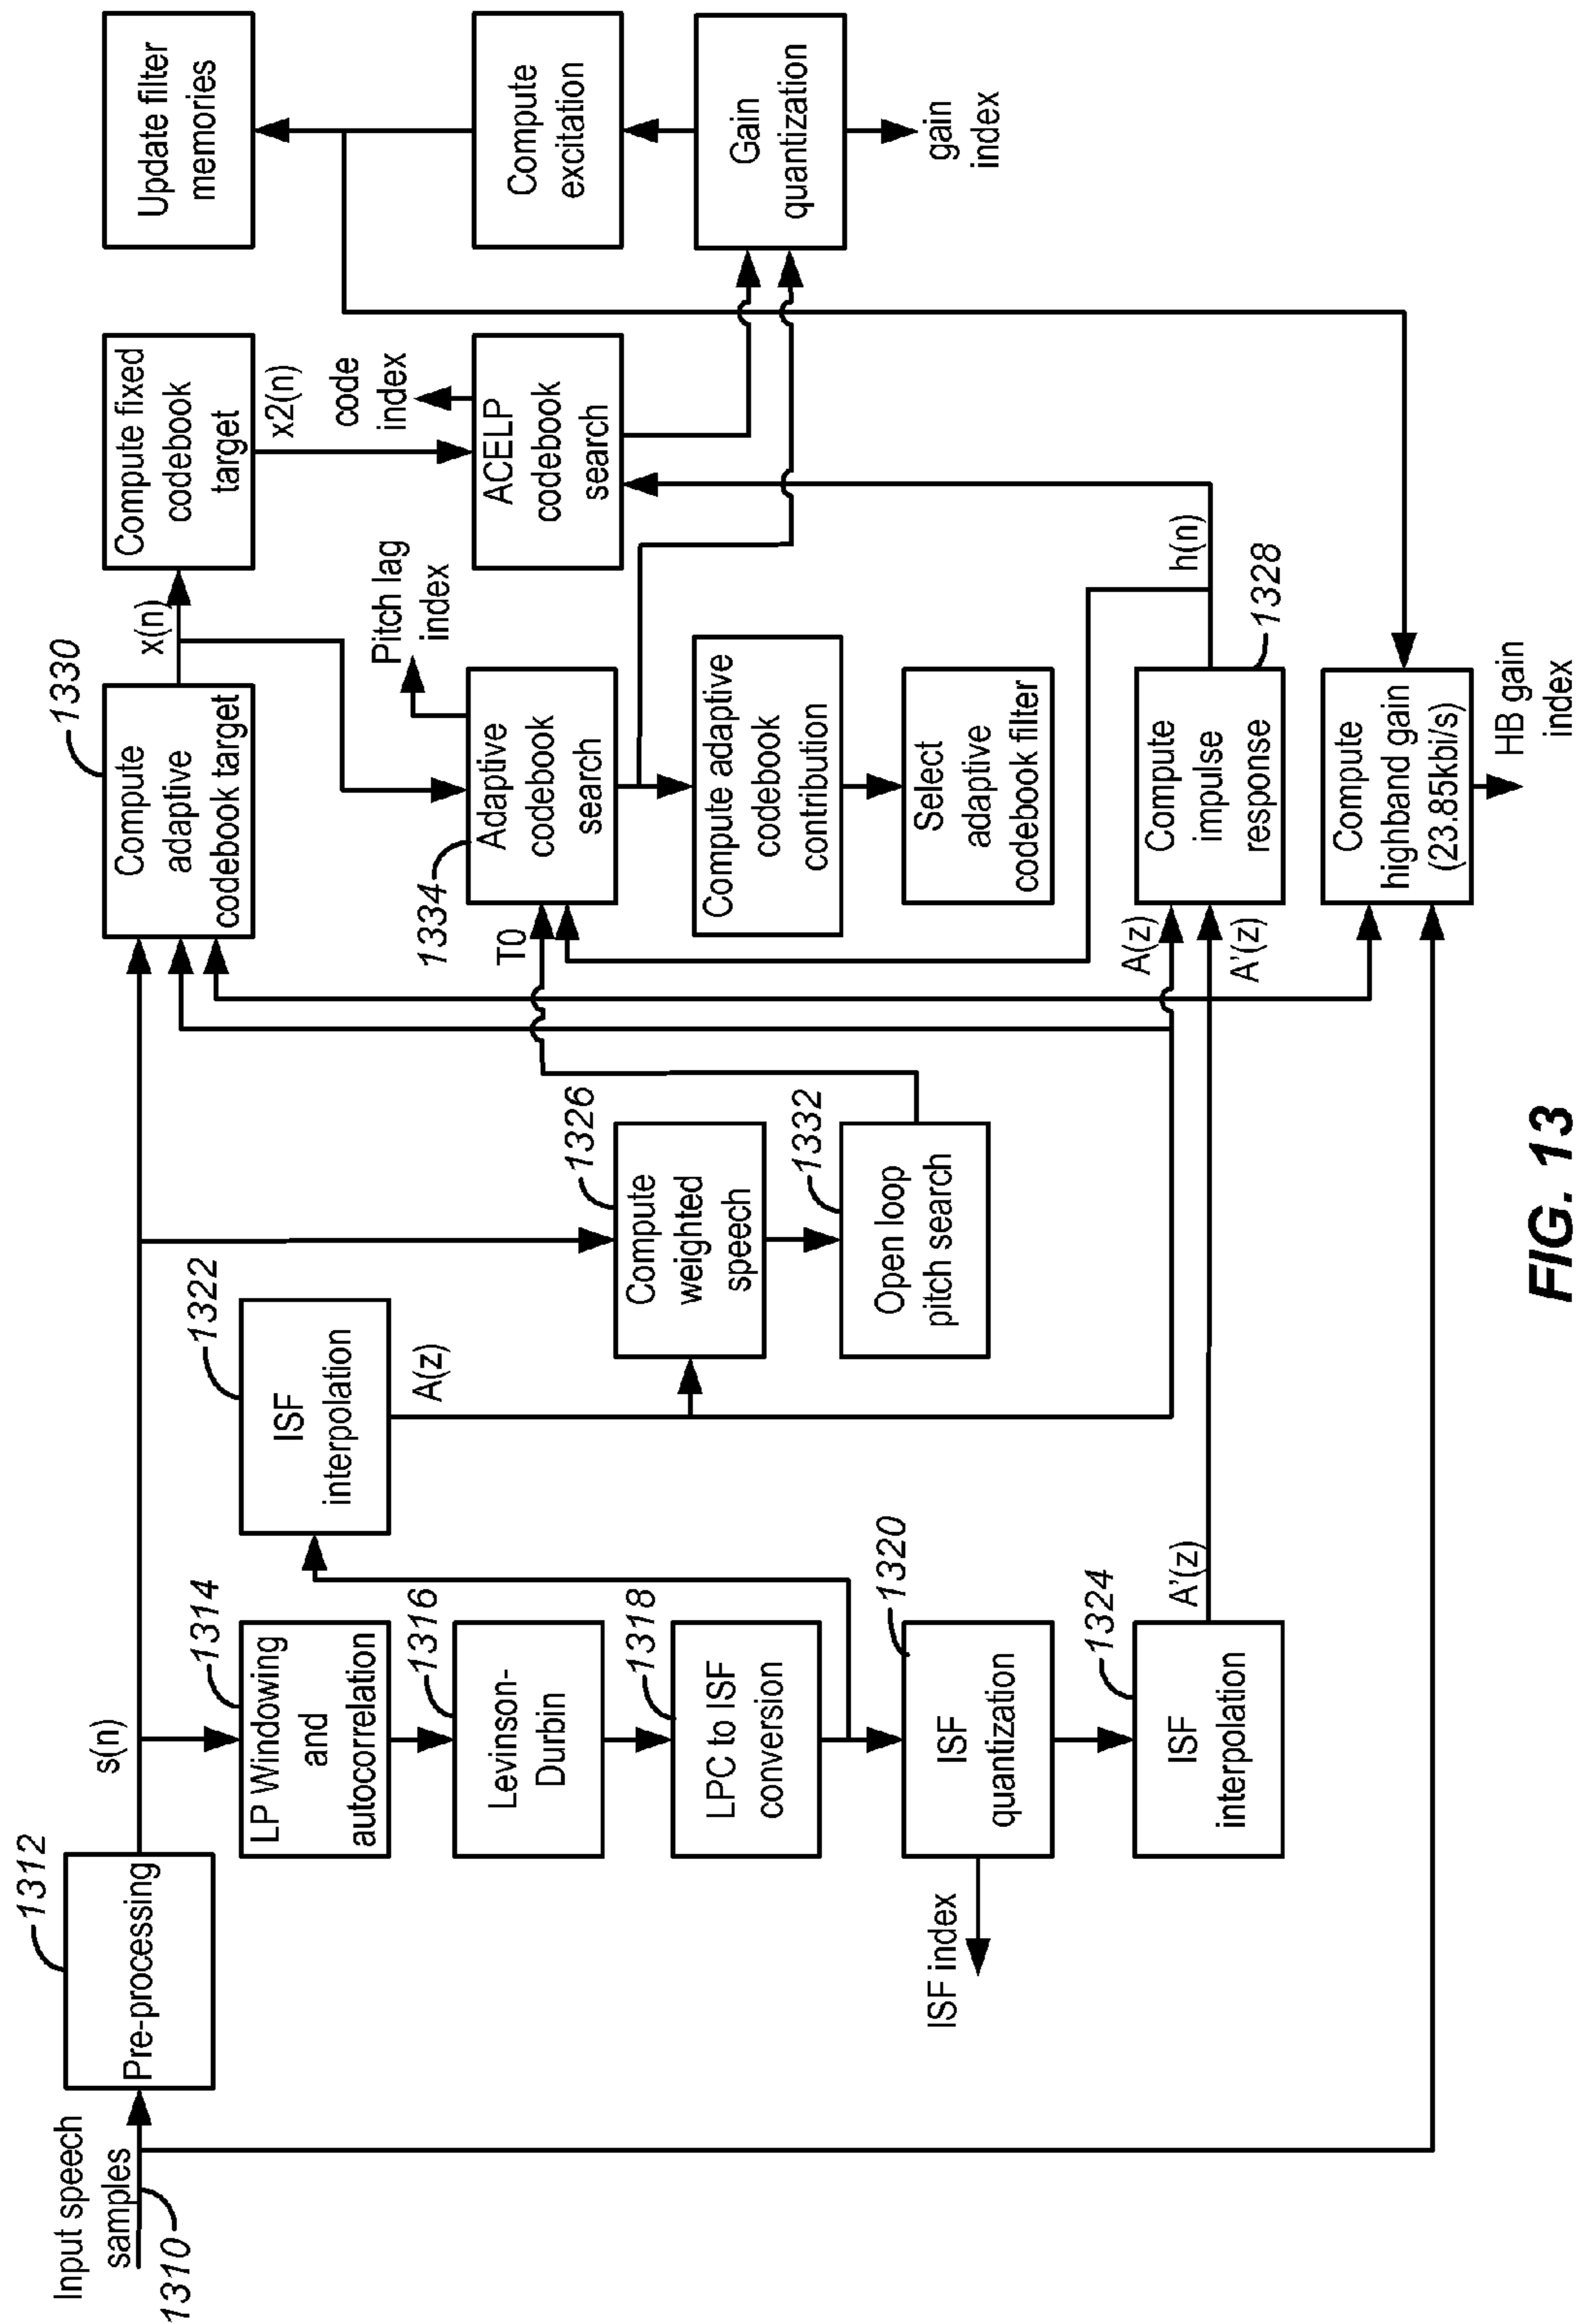 Input speech
samples
1310
1312
Pre-processing
s(n)
1314
LP Windowing
and
autocorrelation
1316
Levinson-
Durbin
1318
LPC to ISF
conversion
1320
ISF
quantization
ISF index
1324
ISF
interpolation
A'(z)
1322
ISF
interpolation
A(z)
1326
Compute
weighted
speech
1332
Open loop
pitch search
T0
1330
Compute
adaptive
codebook target
x(n)
1334
Adaptive
codebook
search
Pitch lag
index
Compute adaptive
codebook
contribution
Select
adaptive
codebook filter
A(z)
A'(z)
Compute
impulse
response
1328
h(n)
Compute
highband gain
(23.85kbi/s)
HB gain
index
Compute fixed
codebook
target
x2(n)
code
index
ACELP
codebook
search
Update filter
memories
Compute
excitation
Gain
quantization
gain
index
FIG. 13